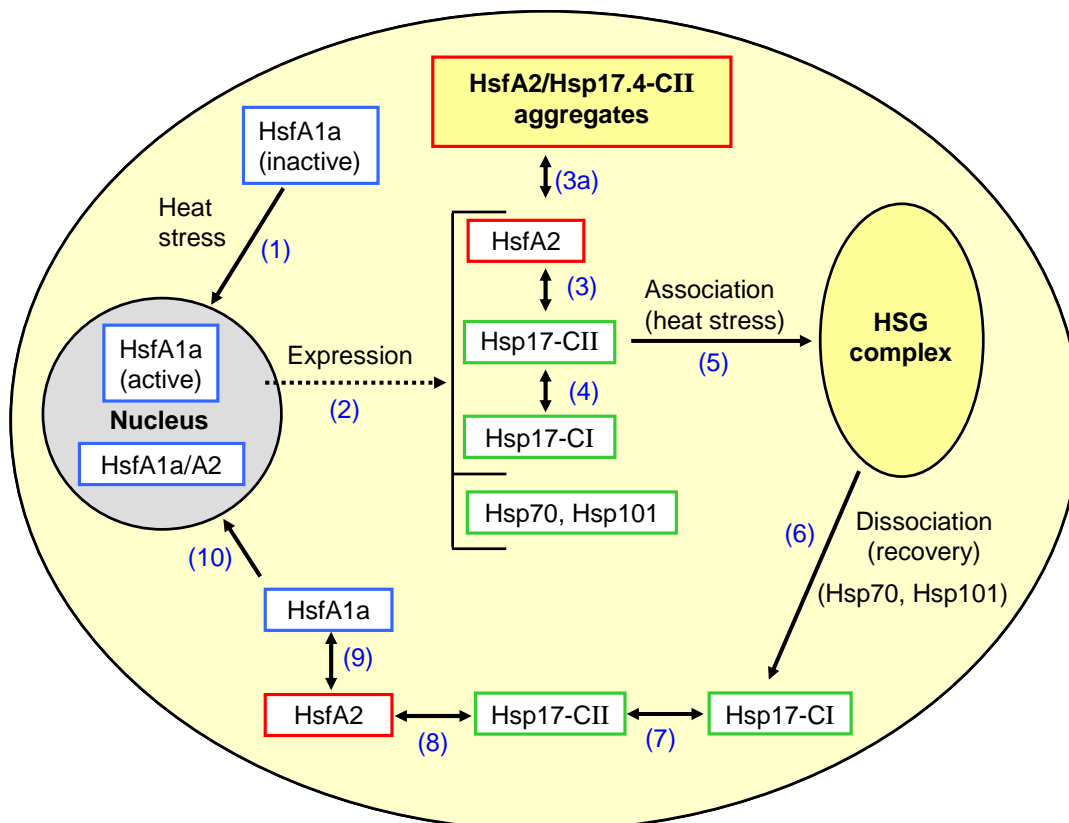 HsfA2/Hsp17.4-CII
aggregates
HsfA1a
(inactive)
(3a)
Heat
stress
(1)
HsfA2
(3)
Association
(heat stress)
(5)
HSG
complex
HsfA1a
(active)
Nucleus
HsfA1a/A2
Expression
(2)
Hsp17-CII
(4)
Hsp17-CI
Hsp70, Hsp101
(6)
Dissociation
(recovery)
(Hsp70, Hsp101)
(10)
HsfA1a
(9)
HsfA2
(8)
Hsp17-CII
(7)
Hsp17-CI